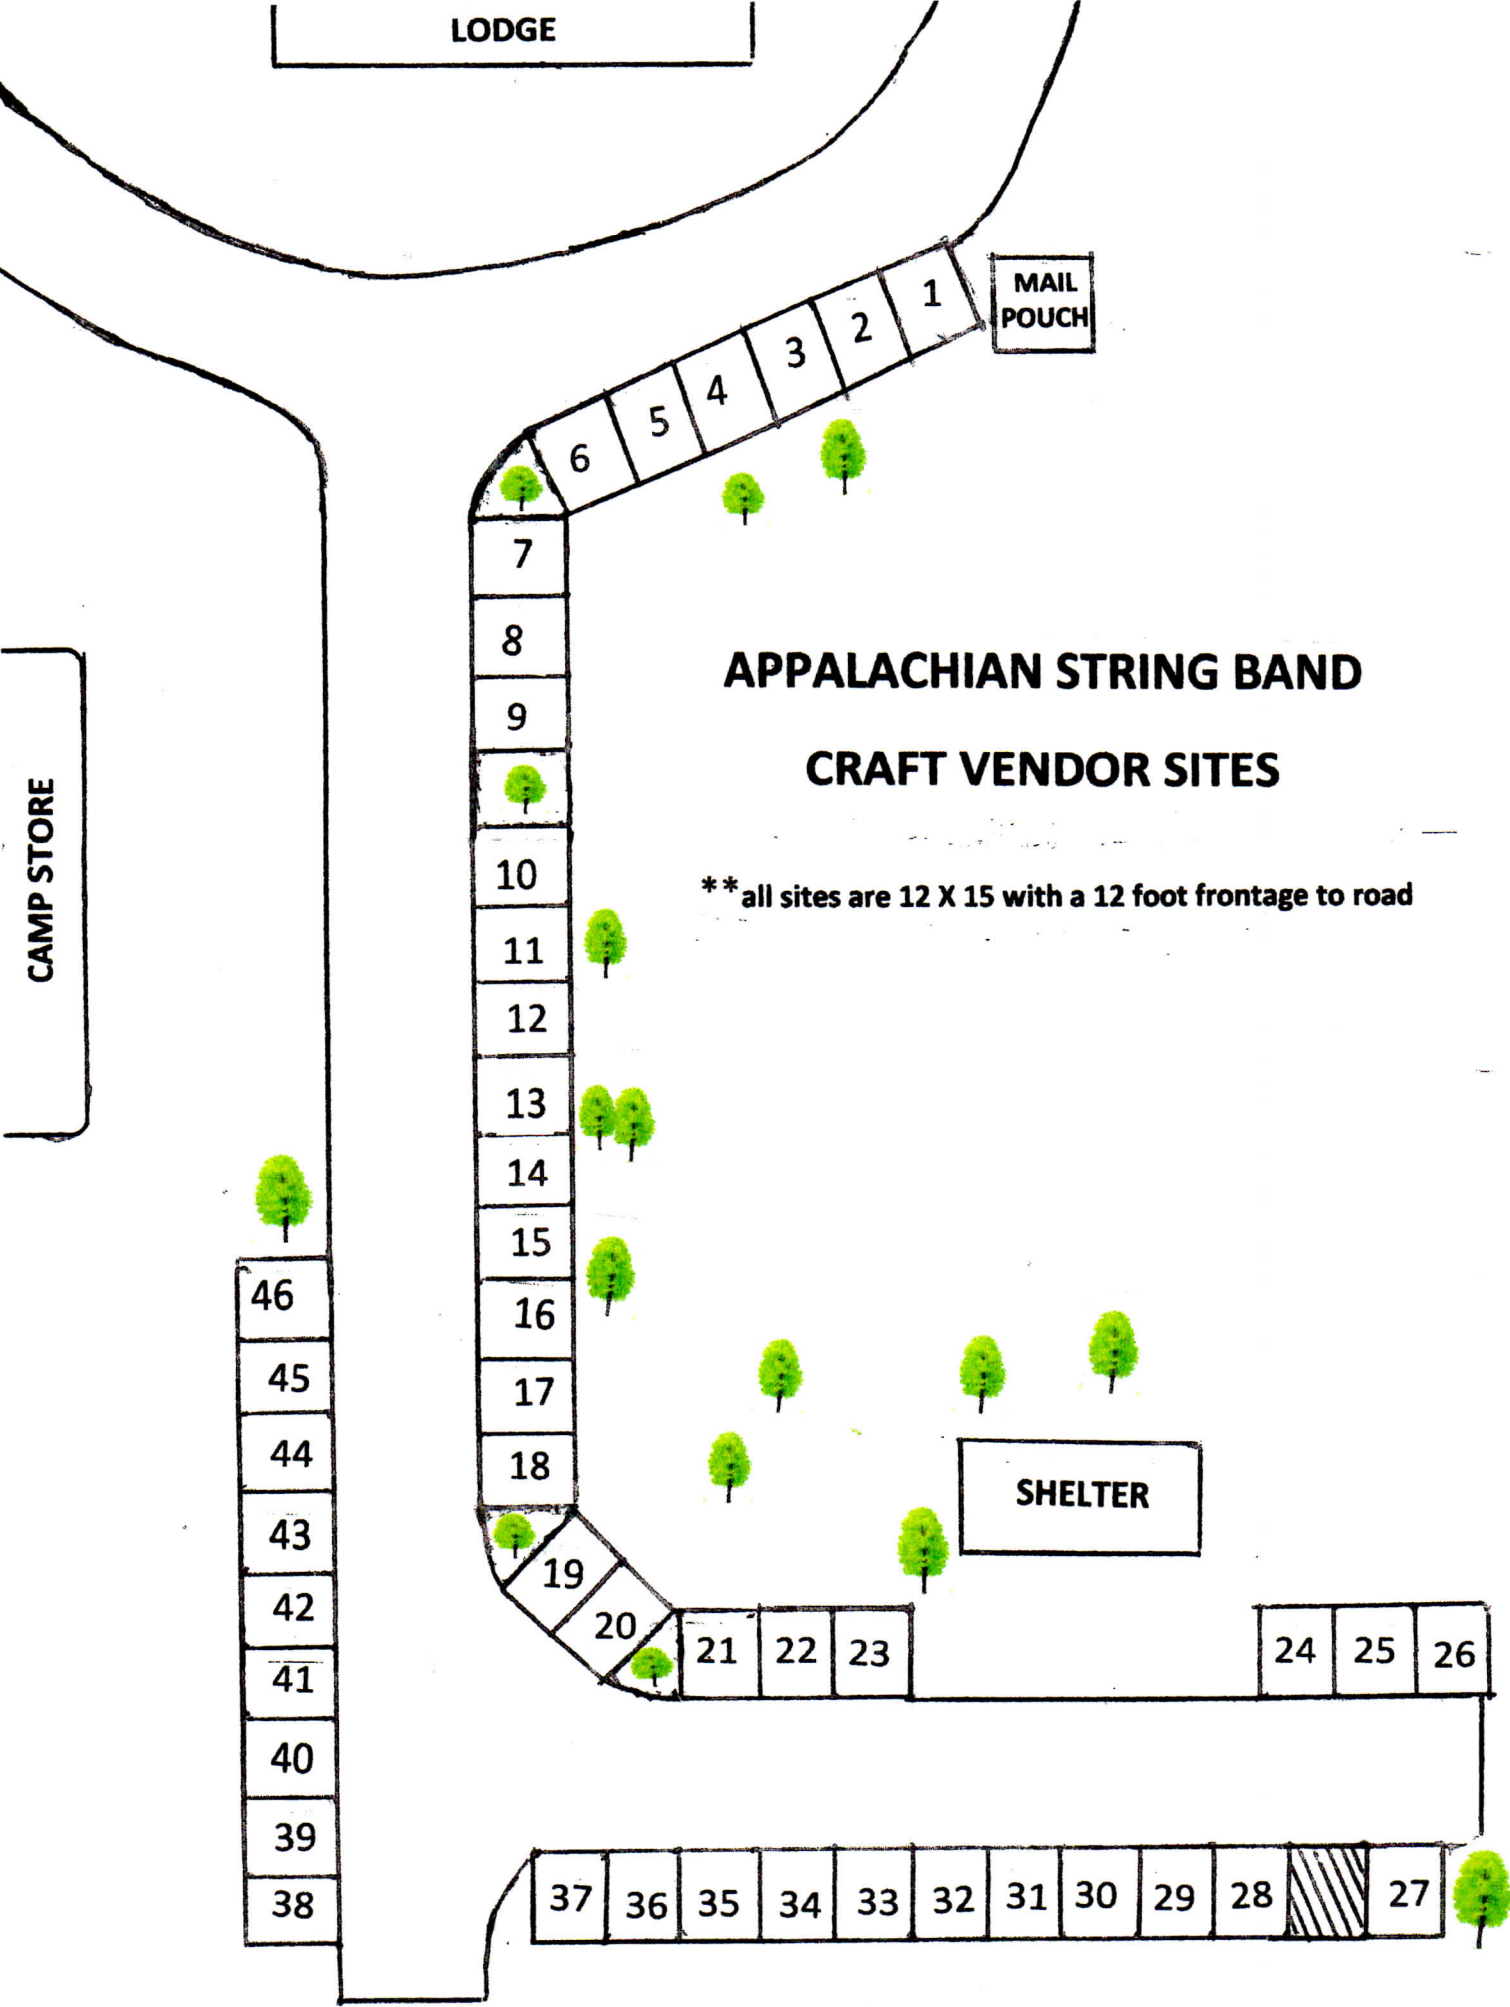 LODGE
MAIL
POUCH
1
2
3
4
5
6
7
8
9
APPALACHIAN STRING BAND
CRAFT VENDOR SITES
**all sites are 12 X 15 with a 12 foot frontage to road
CAMP STORE
10
11
12
13
14
15
16
17
18
19
20
21 22 23
SHELTER
24 25 26
46
45
44
43
42
41
40
39
38
37 36 35 34 33 32 31 30 29 28 27